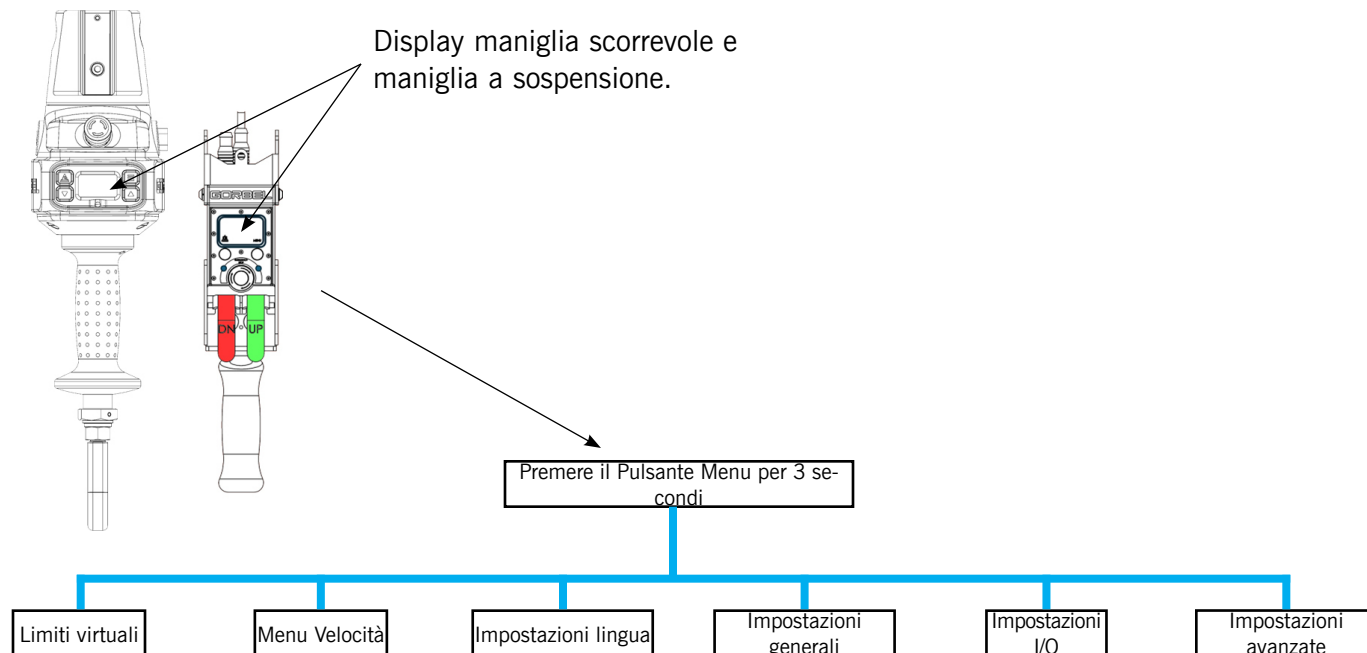 Display maniglia scorrevole e
maniglia a sospensione.
GORBEL
DN UP
Premere il Pulsante Menu per 3 se-
condi
Limiti virtuali
Menu Velocità
Impostazioni lingua
Impostazioni
generali
Impostazioni
I/O
Impostazioni
avanzate